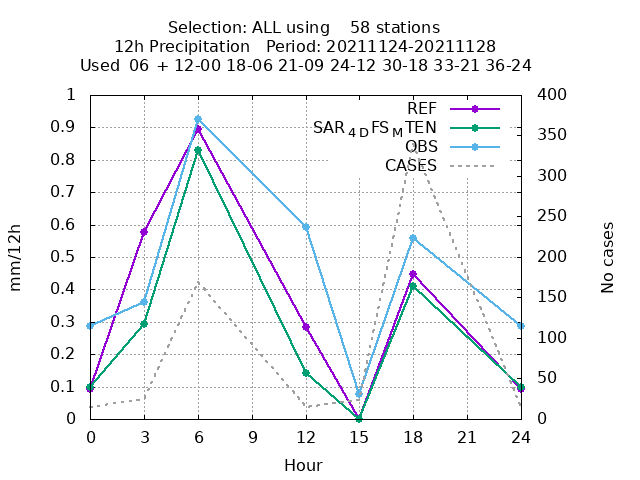 Selection: ALL using    58 stations
12h Precipitation   Period: 20211124-20211128
Used  06 + 12-00 18-06 21-09 24-12 30-18 33-21 36-24
1 400
REF
0.9 SAR4DFSMTEN 350
OBS
0.8 CASES 300
0.7
0.6 250
mm/12h 0.5 200 No cases
0.4 150
0.3 100
0.2
0.1 50
0 0
0 3 6 9 12 15 18 21 24
Hour